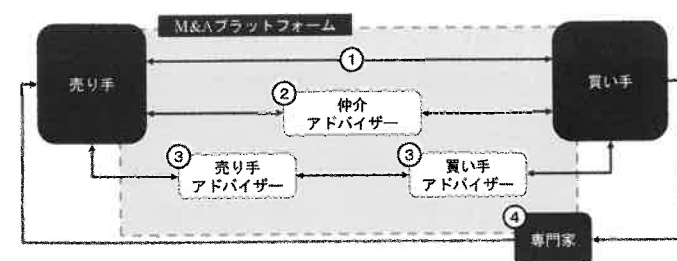 M&Aプラットフォーム
①
売り手
買い手
②
仲介
アドバイザー
③
売り手
アドバイザー
③
買い手
アドバイザー
④
専門家